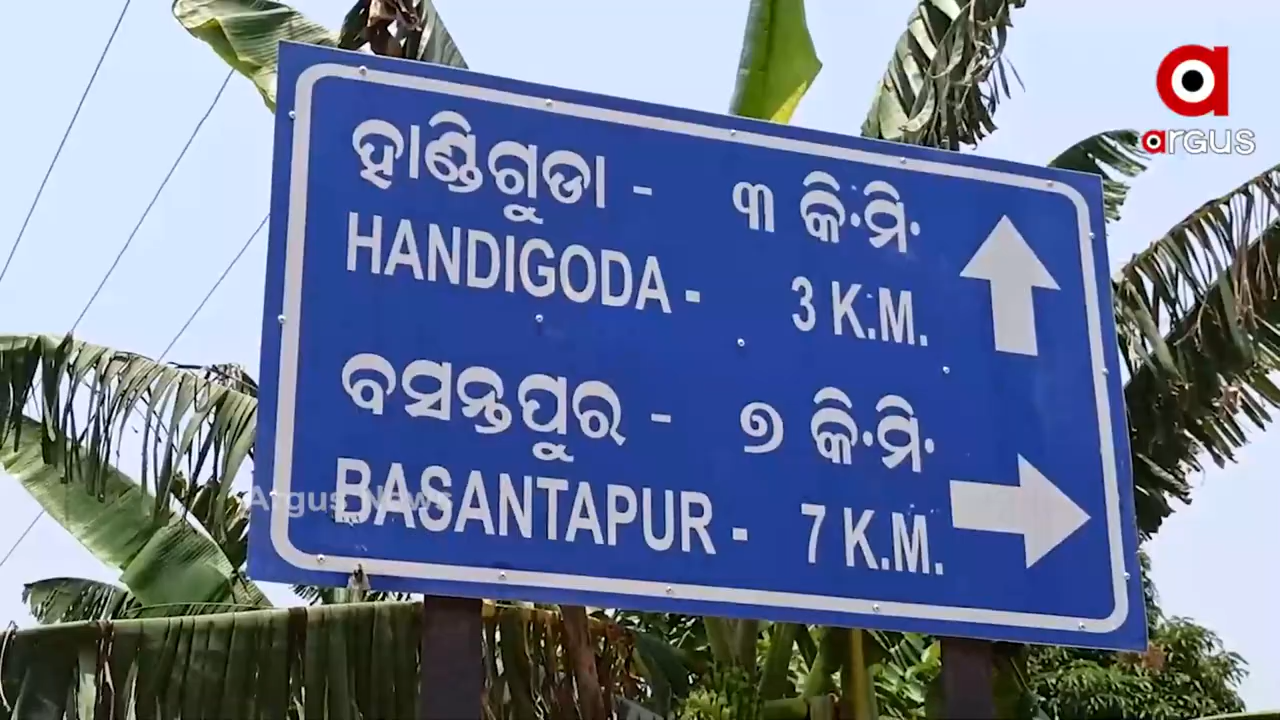 argus
ହାଣ୍ଡିଗୁଡା - ୩ କି.ମି.
HANDIGODA - 3 K.M.
ବସନ୍ତପୁର - ୭ କି.ମି.
BASANTAPUR - 7 K.M.
Argus News